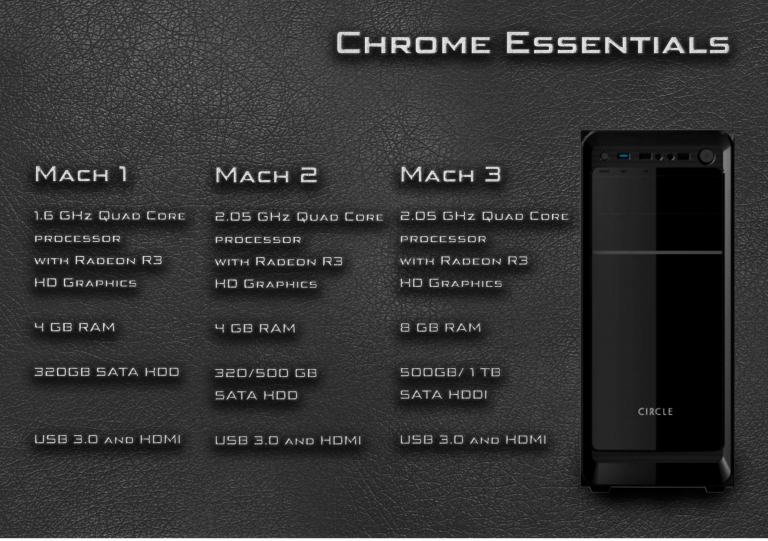 Chrome Essentials
Mach 1
1.6 GHz Quad Core
processor
with Radeon R3
HD Graphics
4 GB RAM
320GB SATA HDD
USB 3.0 and HDMI
Mach 2
2.05 GHz Quad Core
processor
with Radeon R3
HD Graphics
4 GB RAM
320/500 GB
SATA HDD
USB 3.0 and HDMI
Mach 3
2.05 GHz Quad Core
processor
with Radeon R3
HD Graphics
8 GB RAM
500GB/ 1 TB
SATA HDDI
USB 3.0 and HDMI
CIRCLE